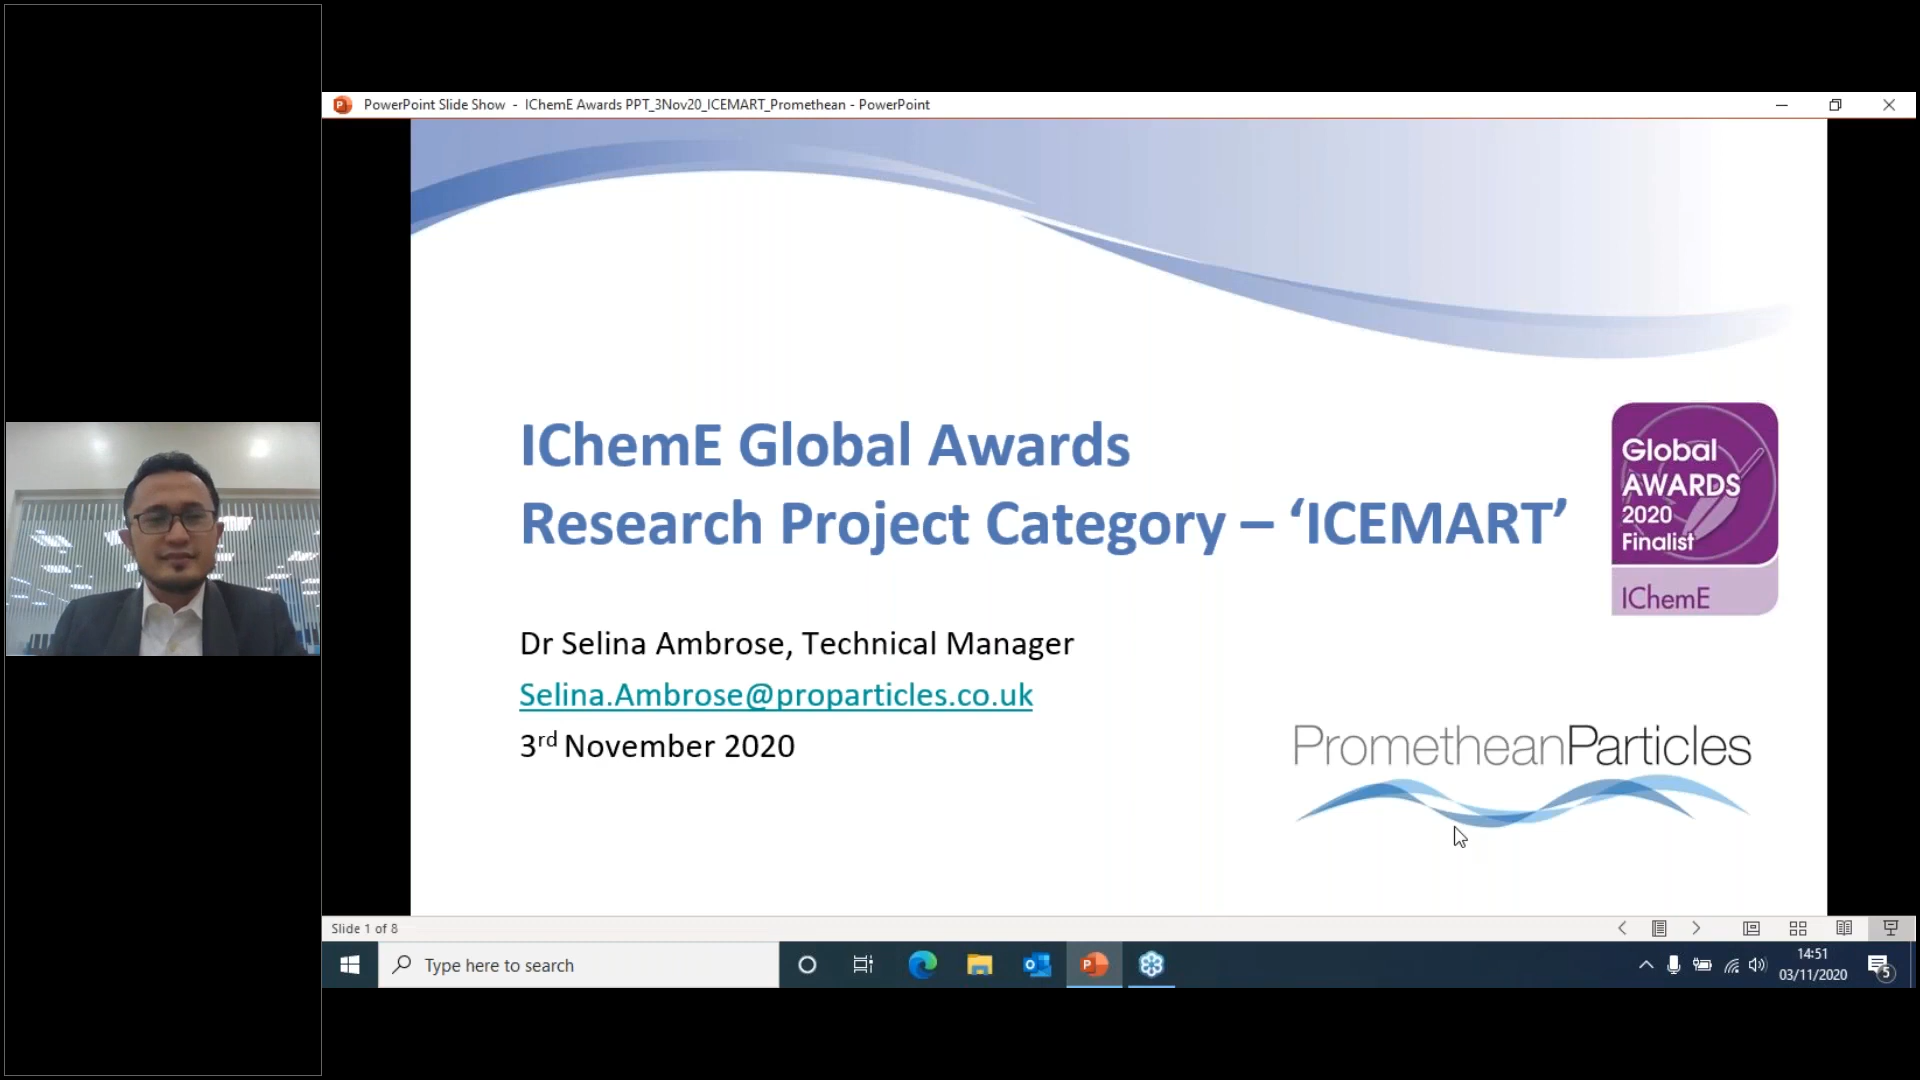 PowerPoint Slide Show - IChemE Awards PPT_3Nov20_ICEMART_Promethean - PowerPoint
IChemE Global Awards
Research Project Category – ‘ICEMART’
Global
AWARDS
2020
Finalist
IChemE
Dr Selina Ambrose, Technical Manager
Selina.Ambrose@proparticles.co.uk
3rd November 2020
PrometheanParticles
Slide 1 of 8
Type here to search
14:51
03/11/2020
5